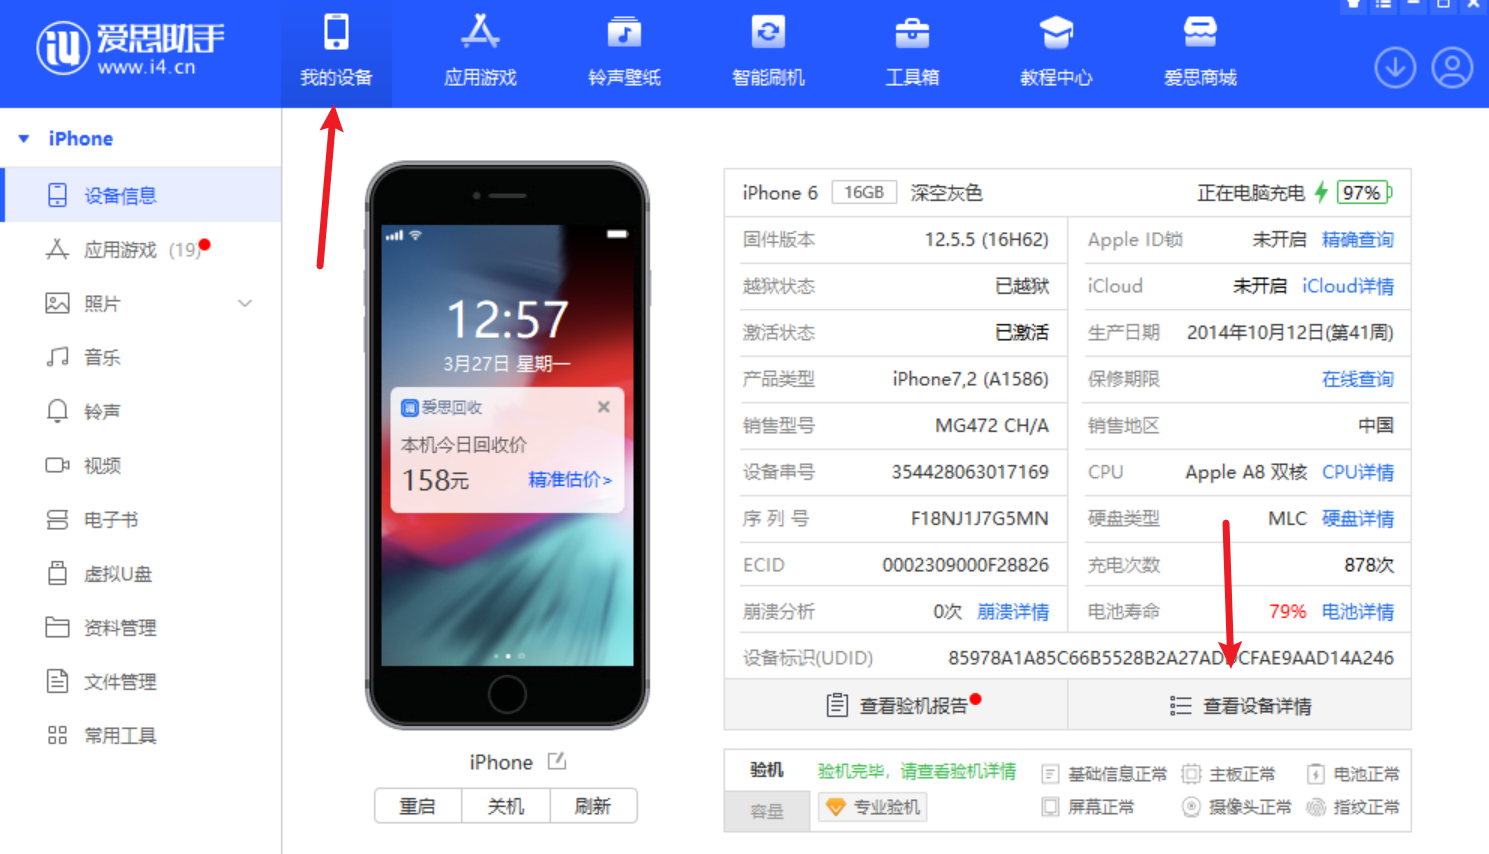 爱思助手
www.i4.cn
我的设备
应用游戏
铃声壁纸
智能刷机
工具箱
教程中心
爱思商城
iPhone
设备信息
应用游戏 (19)
照片
音乐
铃声
视频
电子书
虚拟U盘
资料管理
文件管理
常用工具
12:57
3月27日 星期一
爱思回收
本机今日回收价
158元 精准估价>
iPhone
重启 关机 刷新
iPhone 6 16GB 深空灰色 正在电脑充电 97%
固件版本 12.5.5 (16H62) Apple ID锁 未开启 精确查询
越狱状态 已越狱 iCloud 未开启 iCloud详情
激活状态 已激活 生产日期 2014年10月12日(第41周)
产品类型 iPhone7,2 (A1586) 保修期限 在线查询
销售型号 MG472 CH/A 销售地区 中国
设备串号 354428063017169 CPU Apple A8 双核 CPU详情
序列号 F18NJ1J7G5MN 硬盘类型 MLC 硬盘详情
ECID 0002309000F28826 充电次数 878次
崩溃分析 0次 崩溃详情 电池寿命 79% 电池详情
设备标识(UDID)
查看验机报告 查看设备详情
验机 验机完毕，请查看验机详情 基础信息正常 主板正常 电池正常
容量 专业验机 屏幕正常 摄像头正常 指纹正常